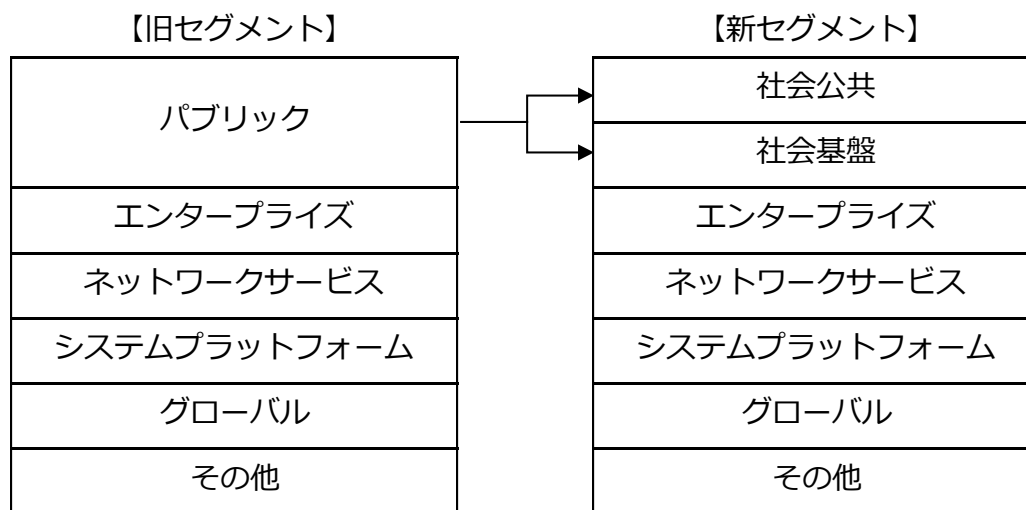 【旧セグメント】
パブリック
エンタープライズ
ネットワークサービス
システムプラットフォーム
グローバル
その他
【新セグメント】
社会公共
社会基盤
エンタープライズ
ネットワークサービス
システムプラットフォーム
グローバル
その他